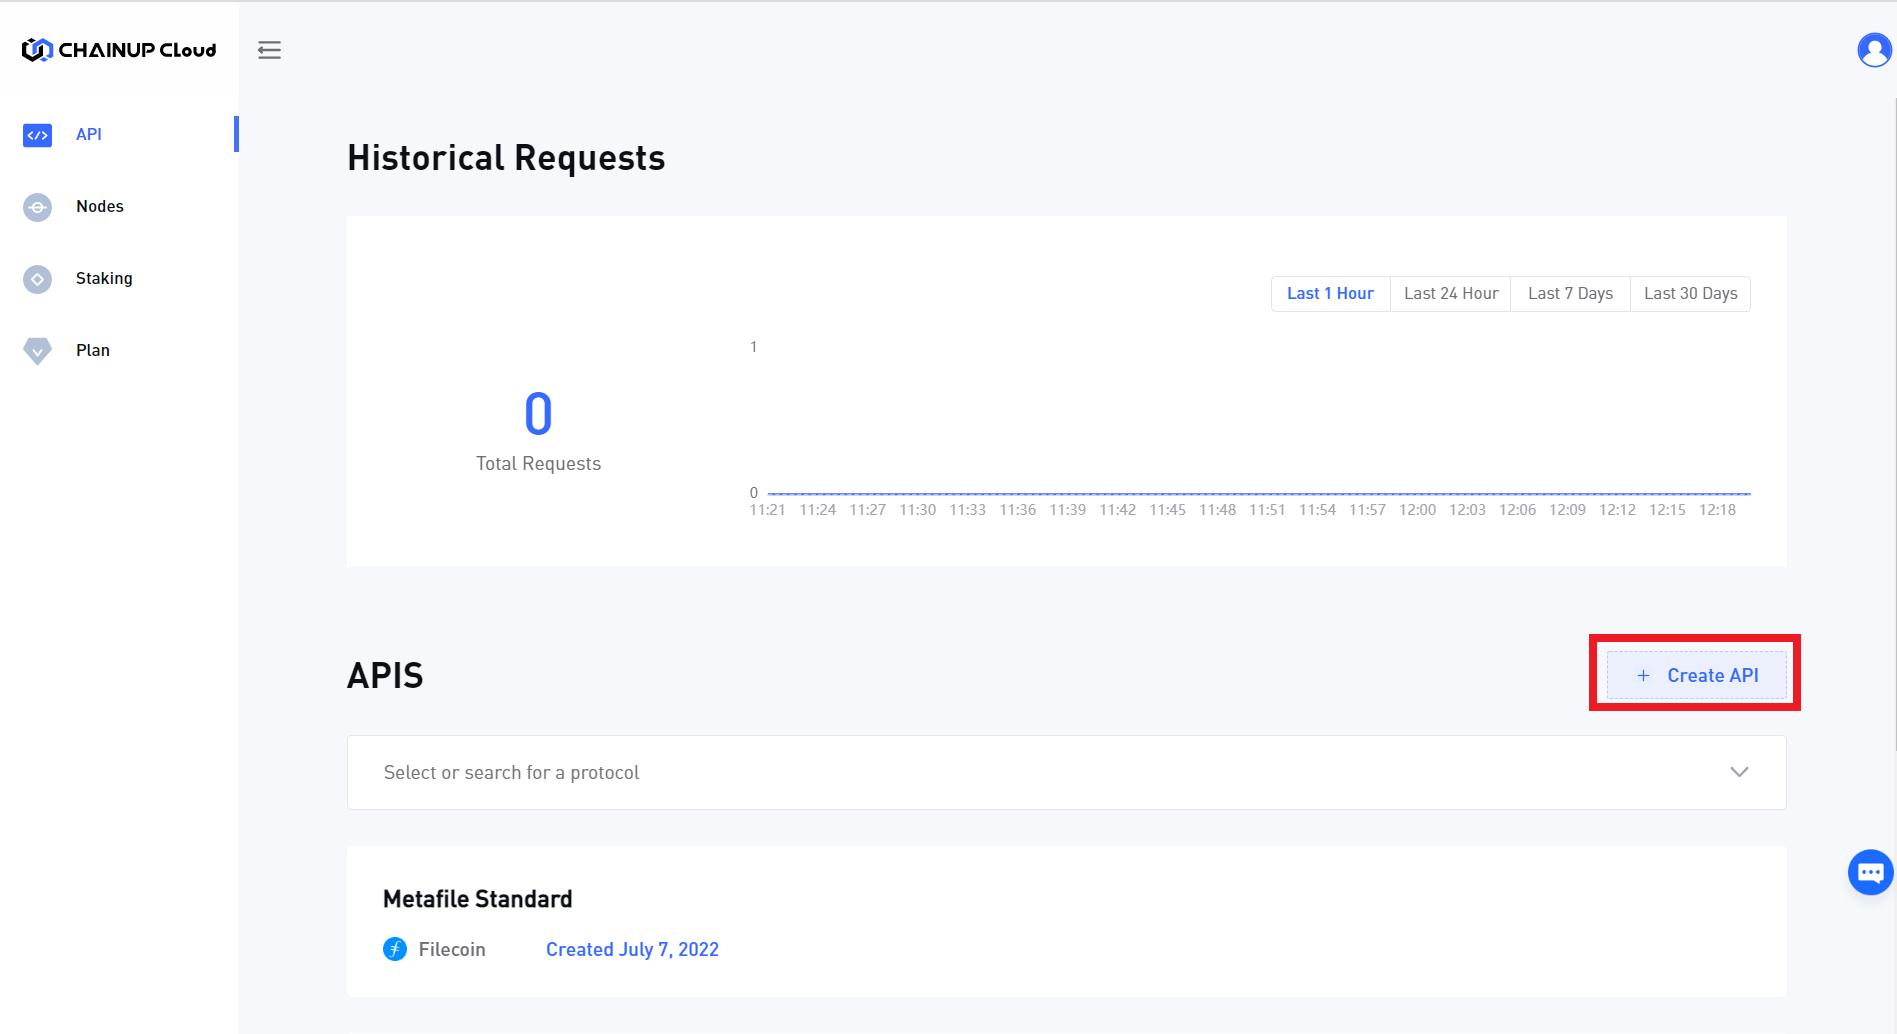 CHAINUP Cloud
</> API
Nodes
Staking
Plan
Historical Requests
Last 1 Hour Last 24 Hour Last 7 Days Last 30 Days
0
Total Requests
1
0
11:21 11:24 11:27 11:30 11:33 11:36 11:39 11:42 11:45 11:48 11:51 11:54 11:57 12:00 12:03 12:06 12:09 12:12 12:15 12:18
APIS
+ Create API
Select or search for a protocol
Metafile Standard
Filecoin Created July 7, 2022